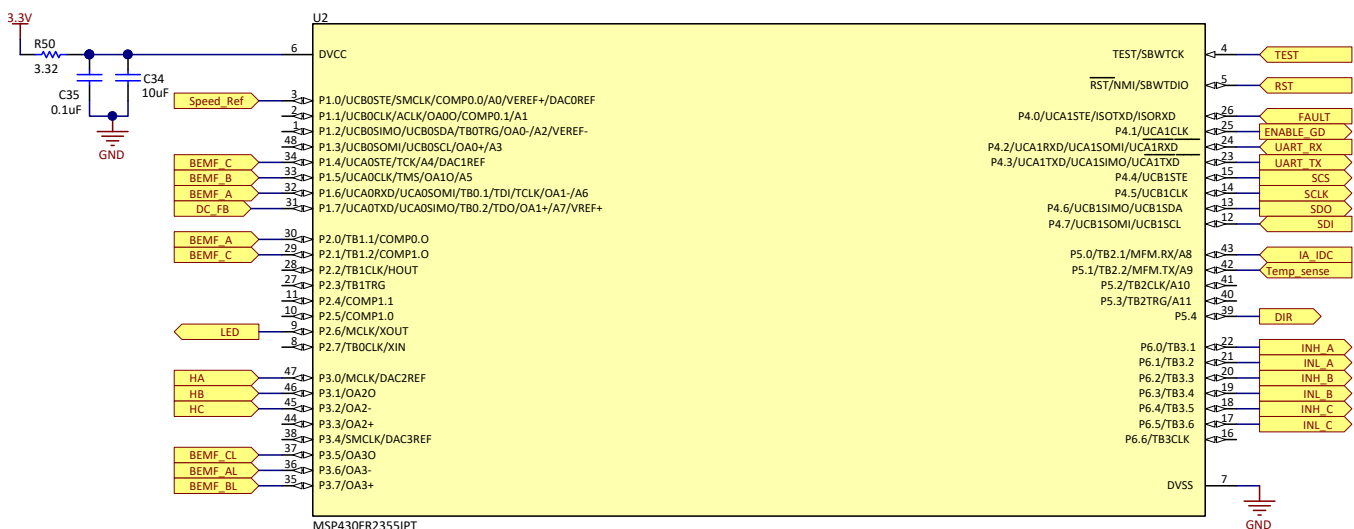 3.3V
U2
R50
3.32
C35
0.1uF
C34
10uF
GND
6 DVCC
Speed_Ref 3 P1.0/UCB0STE/SMCLK/COMP0.0/A0/VEREF+/DAC0REF
2 P1.1/UCB0CLK/ACLK/OA0O/COMP0.1/A1
1 P1.2/UCB0SIMO/UCB0SDA/TB0TRG/OA0-/A2/VEREF-
48 P1.3/UCB0SOMI/UCB0SCL/OA0+/A3
BEMF_C 34 P1.4/UCA0STE/TCK/A4/DAC1REF
BEMF_B 33 P1.5/UCA0CLK/TMS/OA1O/A5
BEMF_A 32 P1.6/UCA0RXD/UCA0SOMI/TB0.1/TDI/TCLK/OA1-/A6
DC_FB 31 P1.7/UCA0TXD/UCA0SIMO/TB0.2/TDO/OA1+/A7/VREF+
BEMF_A 30 P2.0/TB1.1/COMP0.O
BEMF_C 29 P2.1/TB1.2/COMP1.O
28 P2.2/TB1CLK/HOUT
27 P2.3/TB1TRG
11 P2.4/COMP1.1
10 P2.5/COMP1.0
LED 9 P2.6/MCLK/XOUT
8 P2.7/TB0CLK/XIN
HA 47 P3.0/MCLK/DAC2REF
HB 46 P3.1/OA2O
HC 45 P3.2/OA2-
44 P3.3/OA2+
38 P3.4/SMCLK/DAC3REF
BEMF_CL 37 P3.5/OA3O
BEMF_AL 36 P3.6/OA3-
BEMF_BL 35 P3.7/OA3+
TEST/SBWTCK 4 TEST
RST/NMI/SBWTDIO 5 RST
P4.0/UCA1STE/ISOTXD/ISORXD 26 FAULT
P4.1/UCA1CLK 25 ENABLE_GD
P4.2/UCA1RXD/UCA1SOMI/UCA1RXD 24 UART_RX
P4.3/UCA1TXD/UCA1SIMO/UCA1TXD 23 UART_TX
P4.4/UCB1STE 15 SCS
P4.5/UCB1CLK 14 SCLK
P4.6/UCB1SIMO/UCB1SDA 13 SDO
P4.7/UCB1SOMI/UCB1SCL 12 SDI
P5.0/TB2.1/MFM.RX/A8 43 IA_IDC
P5.1/TB2.2/MFM.TX/A9 42 Temp_sense
P5.2/TB2CLK/A10 41
P5.3/TB2TRG/A11 40
P5.4 39 DIR
P6.0/TB3.1 22 INH_A
P6.1/TB3.2 21 INL_A
P6.2/TB3.3 20 INH_B
P6.3/TB3.4 19 INL_B
P6.4/TB3.5 18 INH_C
P6.5/TB3.6 17 INL_C
P6.6/TB3CLK 16
DVSS 7
GND
MSP430FR2355IPT